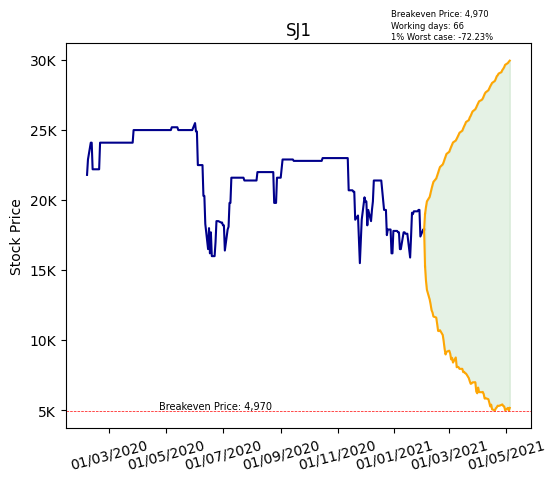 Breakeven Price: 4,970
Working days: 66
1% Worst case: -72.23%
SJ1
Stock Price
30K
25K
20K
15K
10K
5K
Breakeven Price: 4,970
01/03/2020
01/05/2020
01/07/2020
01/09/2020
01/11/2020
01/01/2021
01/03/2021
01/05/2021